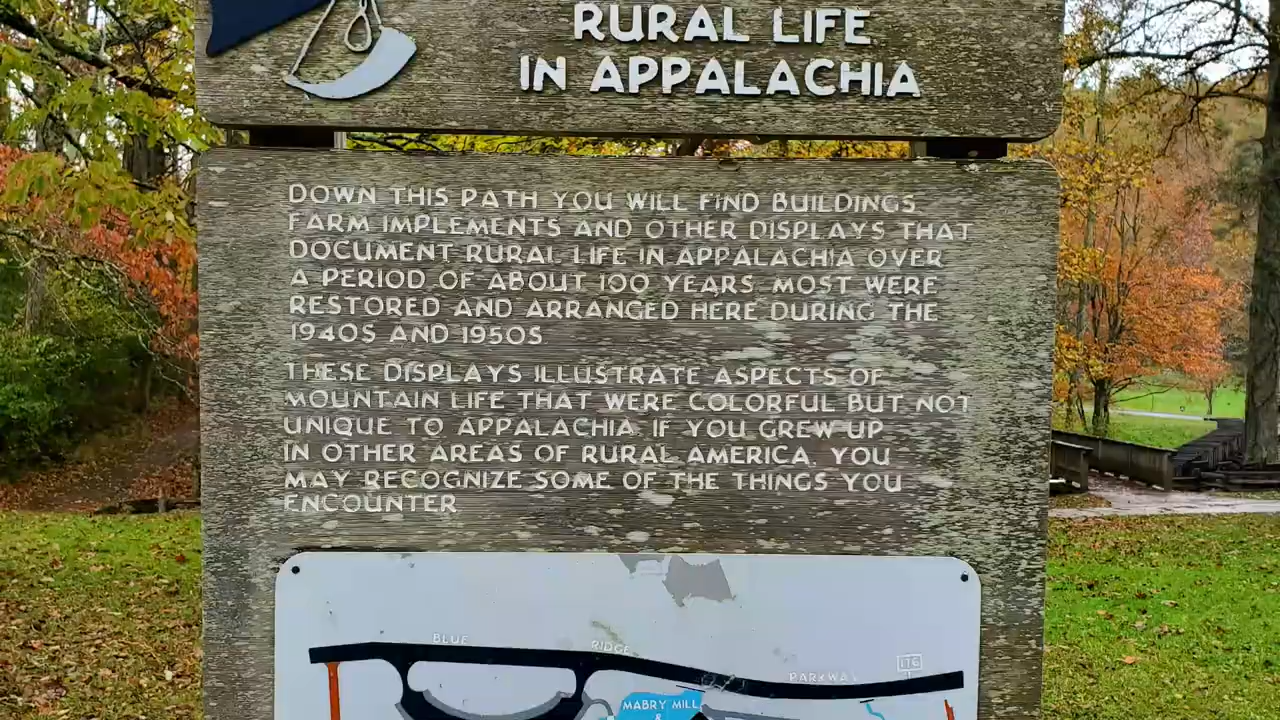 RURAL LIFE
IN APPALACHIA
DOWN THIS PATH YOU WILL FIND BUILDINGS
FARM IMPLEMENTS AND OTHER DISPLAYS THAT
DOCUMENT RURAL LIFE IN APPALACHIA OVER
A PERIOD OF ABOUT 100 YEARS MOST WERE
RESTORED AND ARRANGED HERE DURING THE
1940S AND 1950S
THESE DISPLAYS ILLUSTRATE ASPECTS OF
MOUNTAIN LIFE THAT WERE COLORFUL BUT NOT
UNIQUE TO APPALACHIA IF YOU GREW UP
IN OTHER AREAS OF RURAL AMERICA, YOU
MAY RECOGNIZE SOME OF THE THINGS YOU
ENCOUNTER
BLUE RIDGE PARKWAY
176
MABRY MILL
&